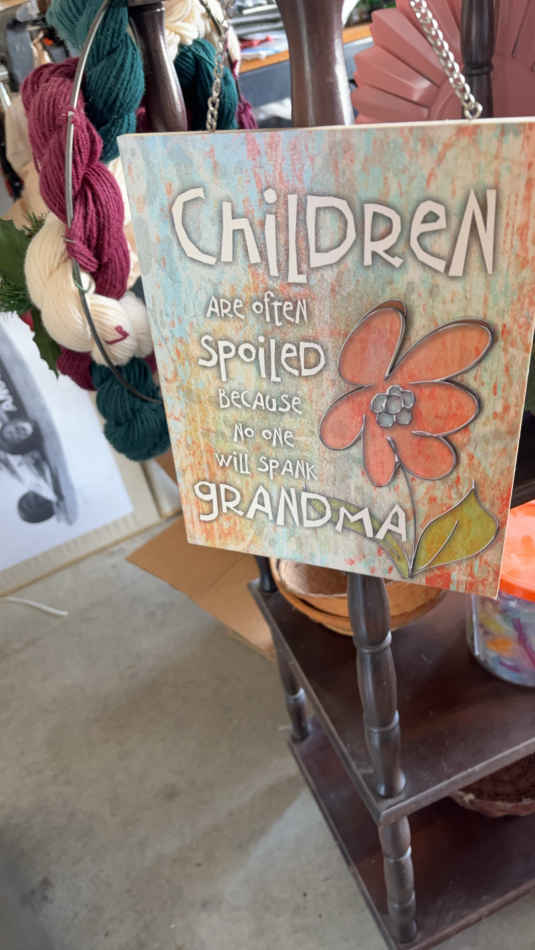 Children
are often
Spoiled
Because
no one
will spank
grandma